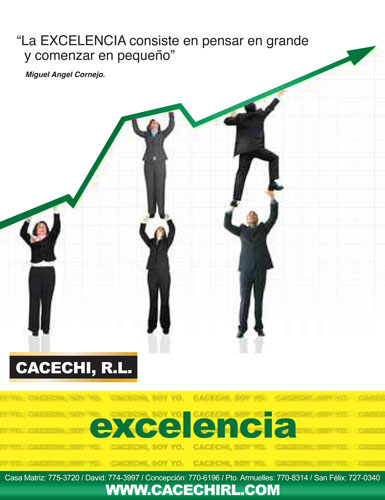 “La EXCELENCIA consiste en pensar en grande
y comenzar en pequeño”
Miguel Angel Cornejo.
CACECHI, R.L.
CACECHI, SOY YO. CACECHI, SOY YO. CACECHI, SOY YO. CACECHI, SOY YO.
excelencia
Casa Matriz: 775-3720 / David: 774-3997 / Concepción: 770-6196 / Pto. Armuelles: 770-8314 / San Félix: 727-0340
WWW.CACECHIRL.COM